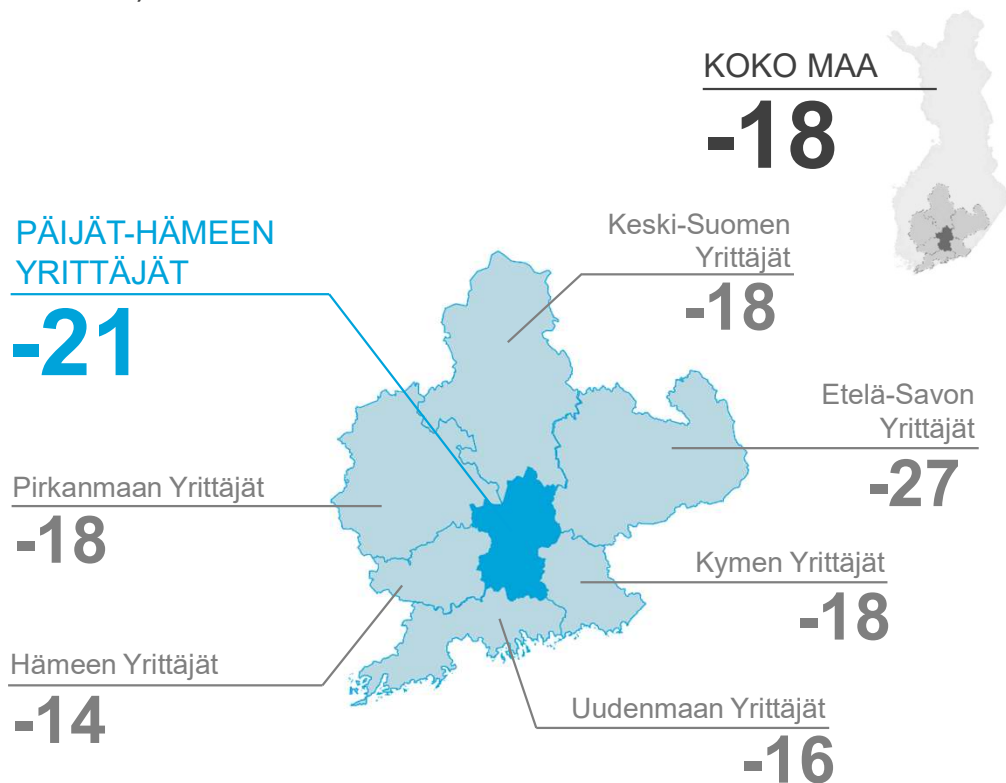 KOKO MAA
-18
PÄIJÄT-HÄMEEN
YRITTÄJÄT
-21
Keski-Suomen
Yrittäjät
-18
Etelä-Savon
Yrittäjät
-27
Pirkanmaan Yrittäjät
-18
Kymen Yrittäjät
-18
Hämeen Yrittäjät
-14
Uudenmaan Yrittäjät
-16